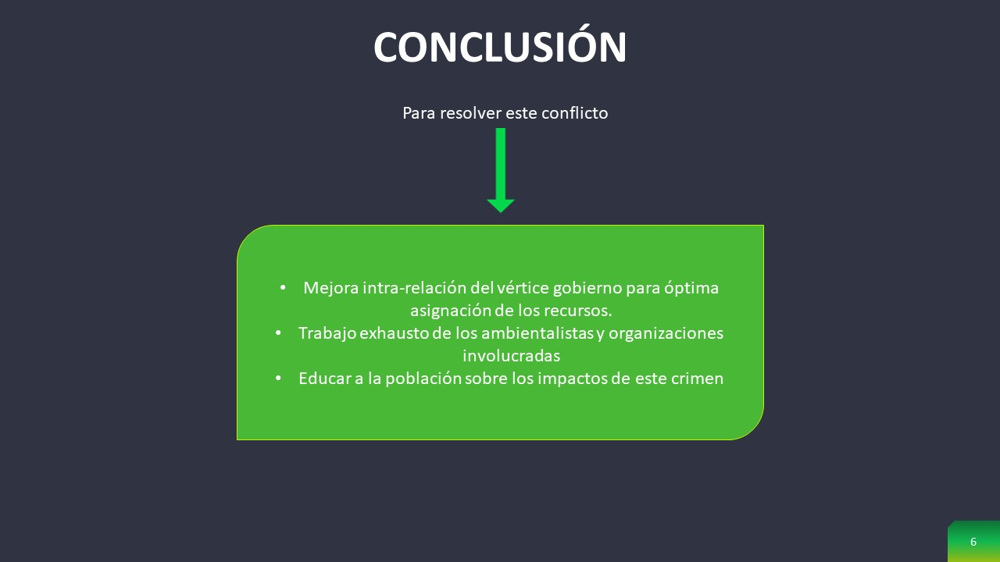 CONCLUSIÓN
Para resolver este conflicto
• Mejora intra-relación del vértice gobierno para óptima
asignación de los recursos.
• Trabajo exhausto de los ambientalistas y organizaciones
involucradas
• Educar a la población sobre los impactos de este crimen
6